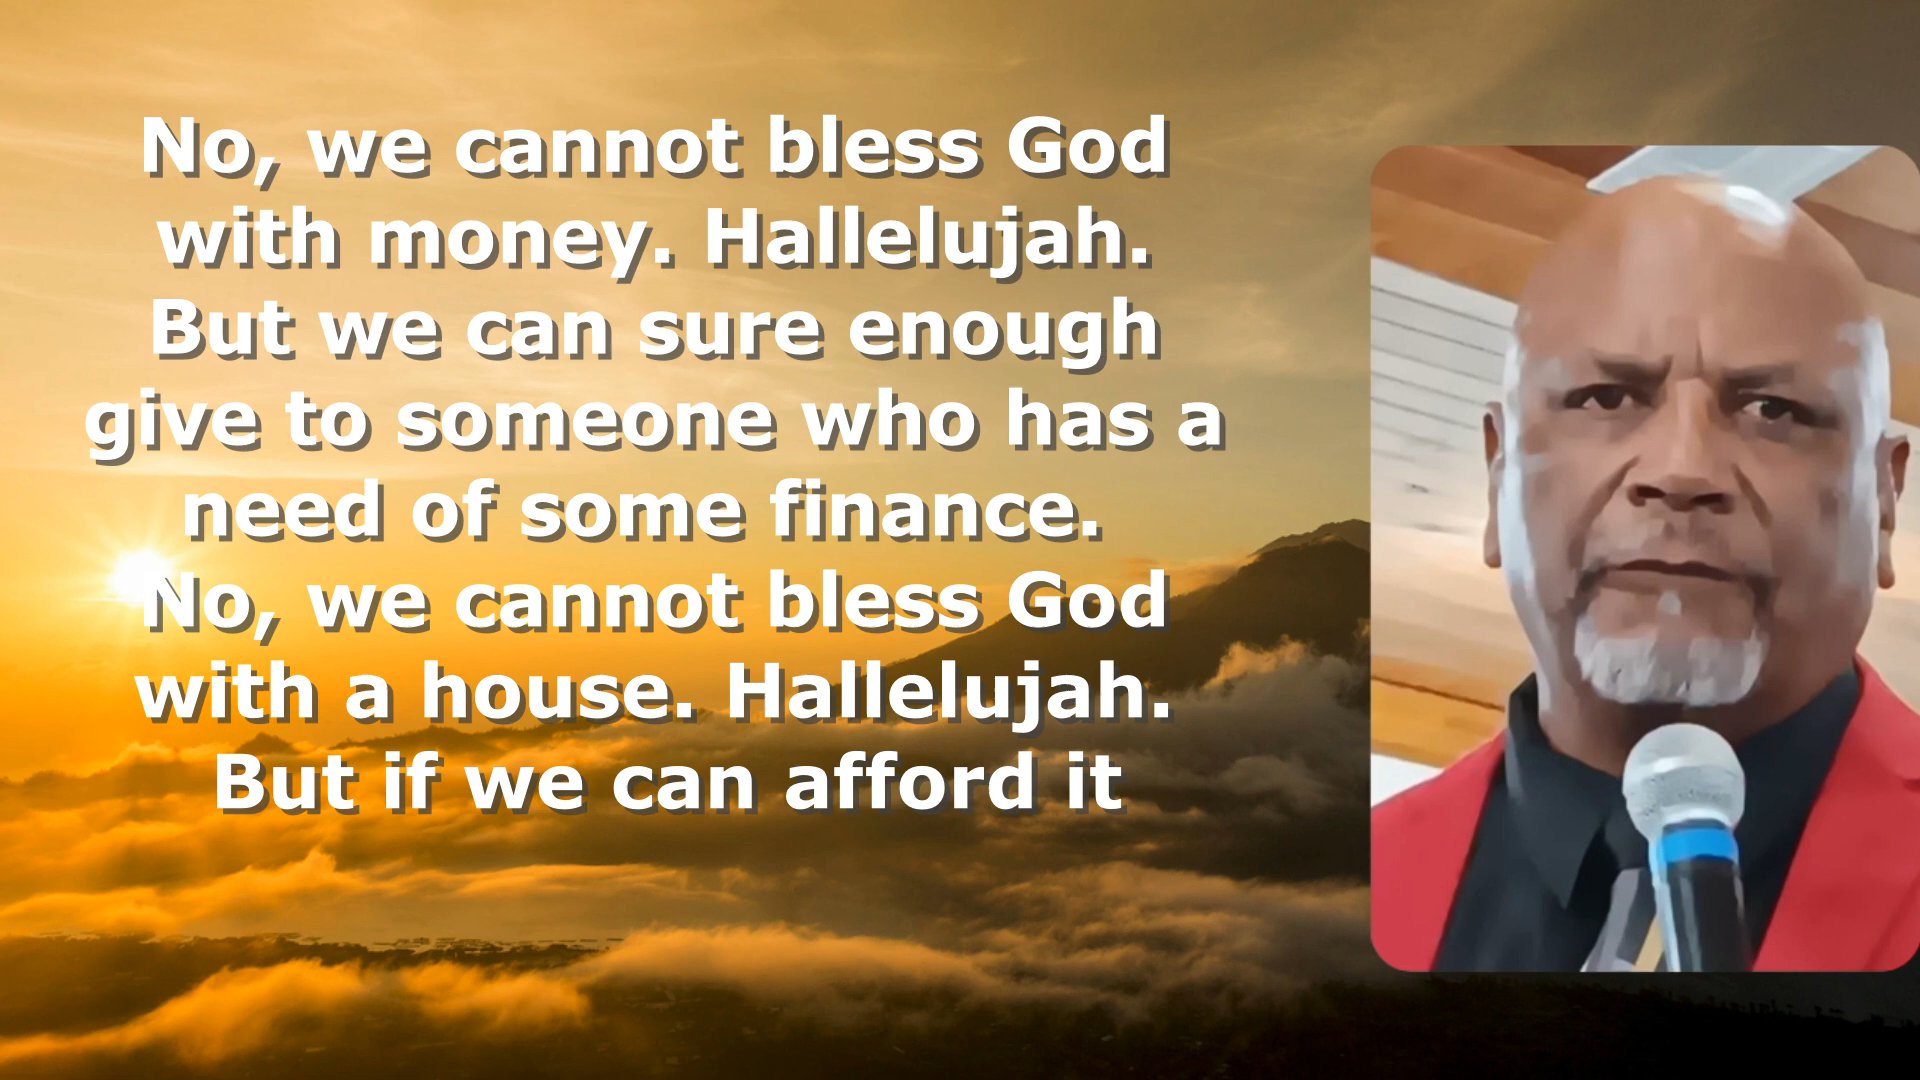 No, we cannot bless God
with money. Hallelujah.
But we can sure enough
give to someone who has a
need of some finance.
No, we cannot bless God
with a house. Hallelujah.
But if we can afford it